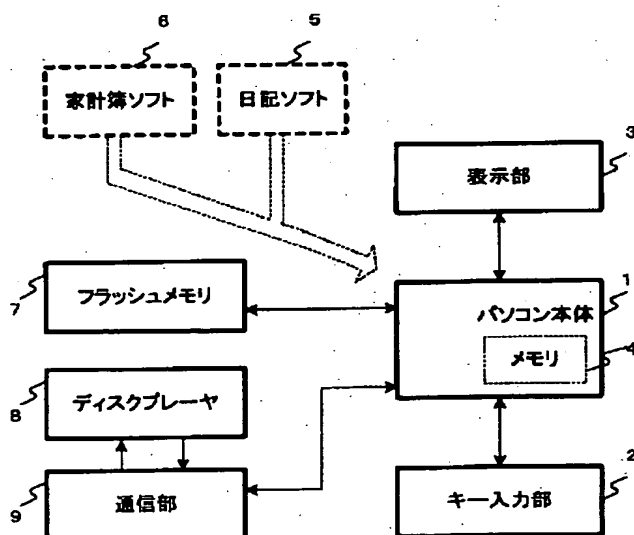 6
5
家計簿ソフト
日記ソフト
3
表示部
7
フラッシュメモリ
1
パソコン本体
メモリ
4
8
ディスクプレーヤ
9
通信部
2
キー入力部